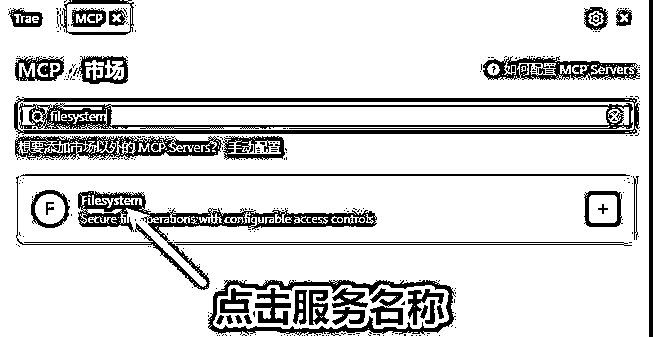 Trae MCP
MCP / 市场
如何配置 MCP Servers
filesystem
想要添加市场以外的 MCP Servers? 手动配置
F
Filesystem
Secure file operations with configurable access controls
+
点击服务名称